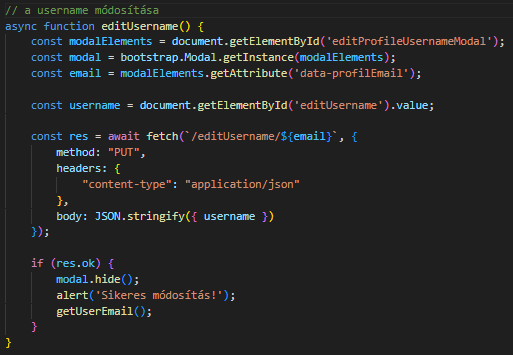 // a username módosítása
async function editUsername() {
    const modalElements = document.getElementById('editProfileUsernameModal');
    const modal = bootstrap.Modal.getInstance(modalElements);
    const email = modalElements.getAttribute('data-profilEmail');

    const username = document.getElementById('editUsername').value;

    const res = await fetch(`/editUsername/${email}`, {
        method: "PUT",
        headers: {
            "content-type": "application/json"
        },
        body: JSON.stringify({ username })
    });

    if (res.ok) {
        modal.hide();
        alert('Sikeres módosítás!');
        getUserEmail();
    }
}